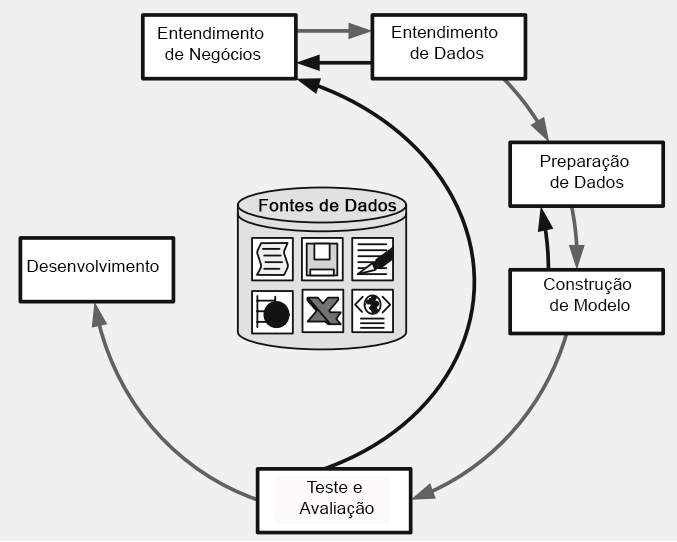 Entendimento
de Negócios
Entendimento
de Dados
Preparação
de Dados
Fontes de Dados
Desenvolvimento
Construção
de Modelo
Teste e
Avaliação